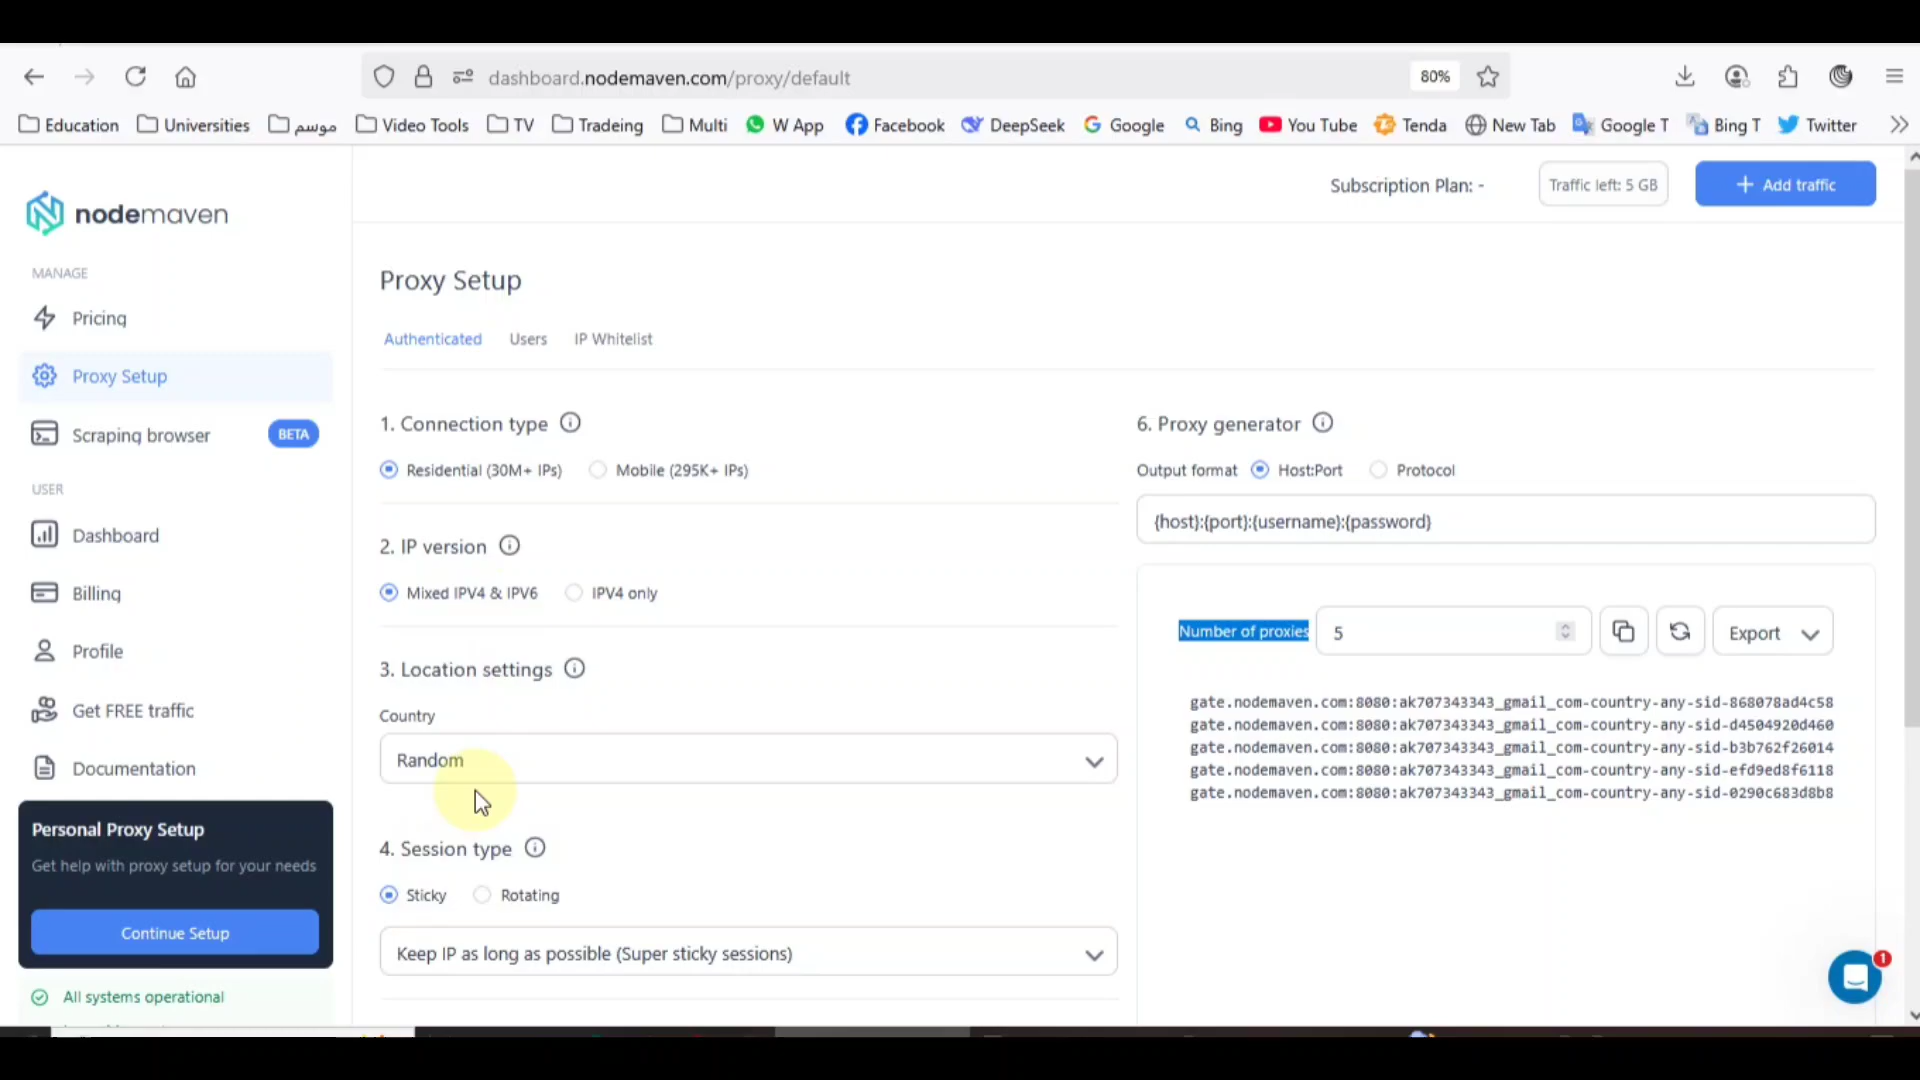 dashboard.nodemaven.com/proxy/default
80%
Education Universities موسم Video Tools TV Tradeing Multi W App Facebook DeepSeek Google Bing You Tube Tenda New Tab Google T Bing T Twitter
nodemaven
MANAGE
Pricing
Proxy Setup
Scraping browser BETA
USER
Dashboard
Billing
Profile
Get FREE traffic
Documentation
Personal Proxy Setup
Get help with proxy setup for your needs
Continue Setup
All systems operational
Subscription Plan: - Traffic left: 5 GB + Add traffic
Proxy Setup
Authenticated Users IP Whitelist
1. Connection type
Residential (30M+ IPs) Mobile (295K+ IPs)
2. IP version
Mixed IPV4 & IPV6 IPV4 only
3. Location settings
Country
Random
4. Session type
Sticky Rotating
Keep IP as long as possible (Super sticky sessions)
6. Proxy generator
Output format Host:Port Protocol
{host}:{port}:{username}:{password}
Number of proxies 5 Export
gate.nodemaven.com:8080:ak707343343_gmail_com-country-any-sid-868078ad4c58
gate.nodemaven.com:8080:ak707343343_gmail_com-country-any-sid-d4504920d460
gate.nodemaven.com:8080:ak707343343_gmail_com-country-any-sid-b3b762f26014
gate.nodemaven.com:8080:ak707343343_gmail_com-country-any-sid-efd9ed8f6118
gate.nodemaven.com:8080:ak707343343_gmail_com-country-any-sid-0290c683d8b8
1